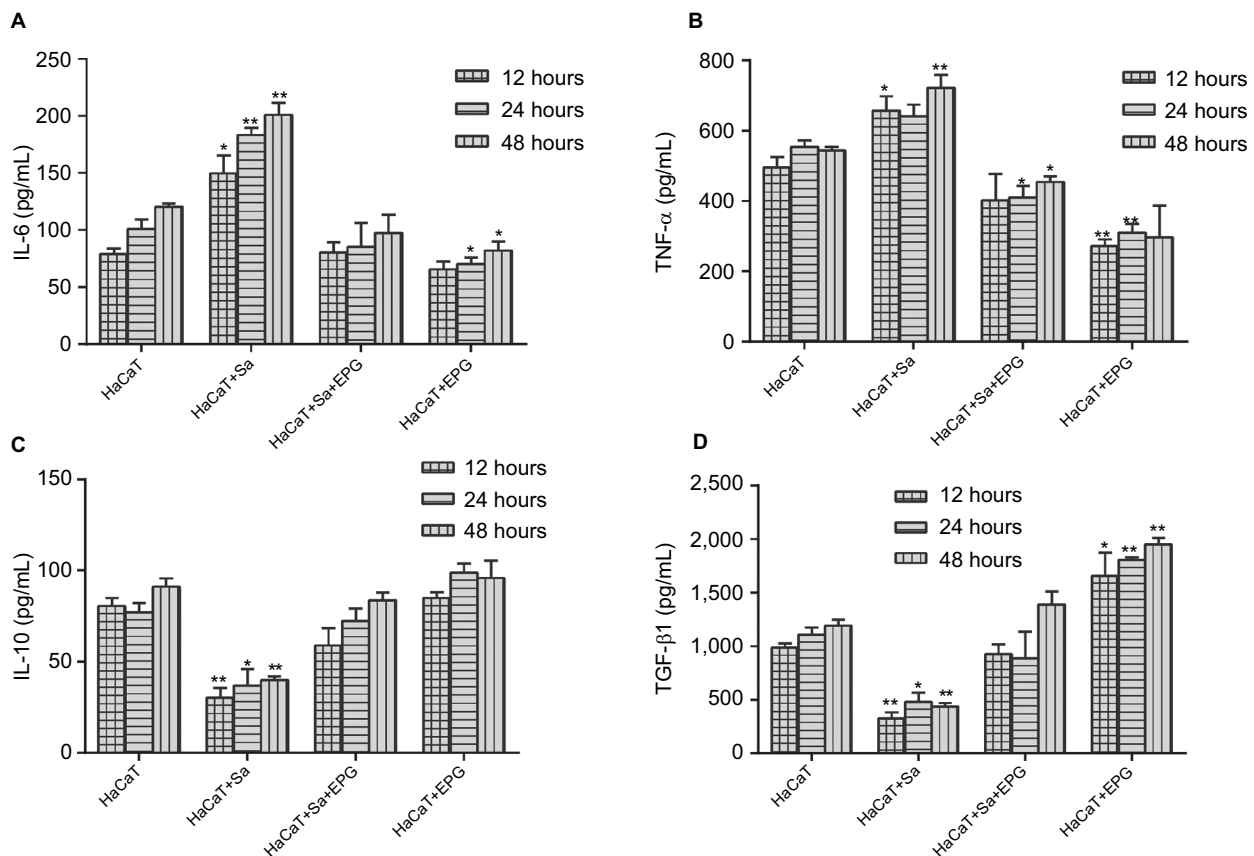 A
250
200
150
100
50
0
IL-6 (pg/mL)
12 hours
24 hours
48 hours
*
**
**
*
*
HaCaT
HaCaT+Sa
HaCaT+Sa+EPG
HaCaT+EPG
B
800
600
400
200
0
TNF-α (pg/mL)
12 hours
24 hours
48 hours
*
**
*
*
**
**
HaCaT
HaCaT+Sa
HaCaT+Sa+EPG
HaCaT+EPG
C
150
100
50
0
IL-10 (pg/mL)
12 hours
24 hours
48 hours
**
*
**
HaCaT
HaCaT+Sa
HaCaT+Sa+EPG
HaCaT+EPG
D
2,500
2,000
1,500
1,000
500
0
TGF-β1 (pg/mL)
12 hours
24 hours
48 hours
**
*
**
*
**
**
HaCaT
HaCaT+Sa
HaCaT+Sa+EPG
HaCaT+EPG